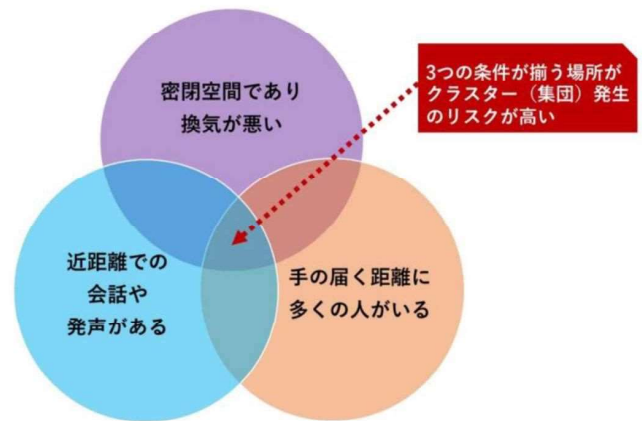 密閉空間であり
換気が悪い
3つの条件が揃う場所が
クラスター（集団）発生
のリスクが高い
近距離での
会話や
発声がある
手の届く距離に
多くの人がいる